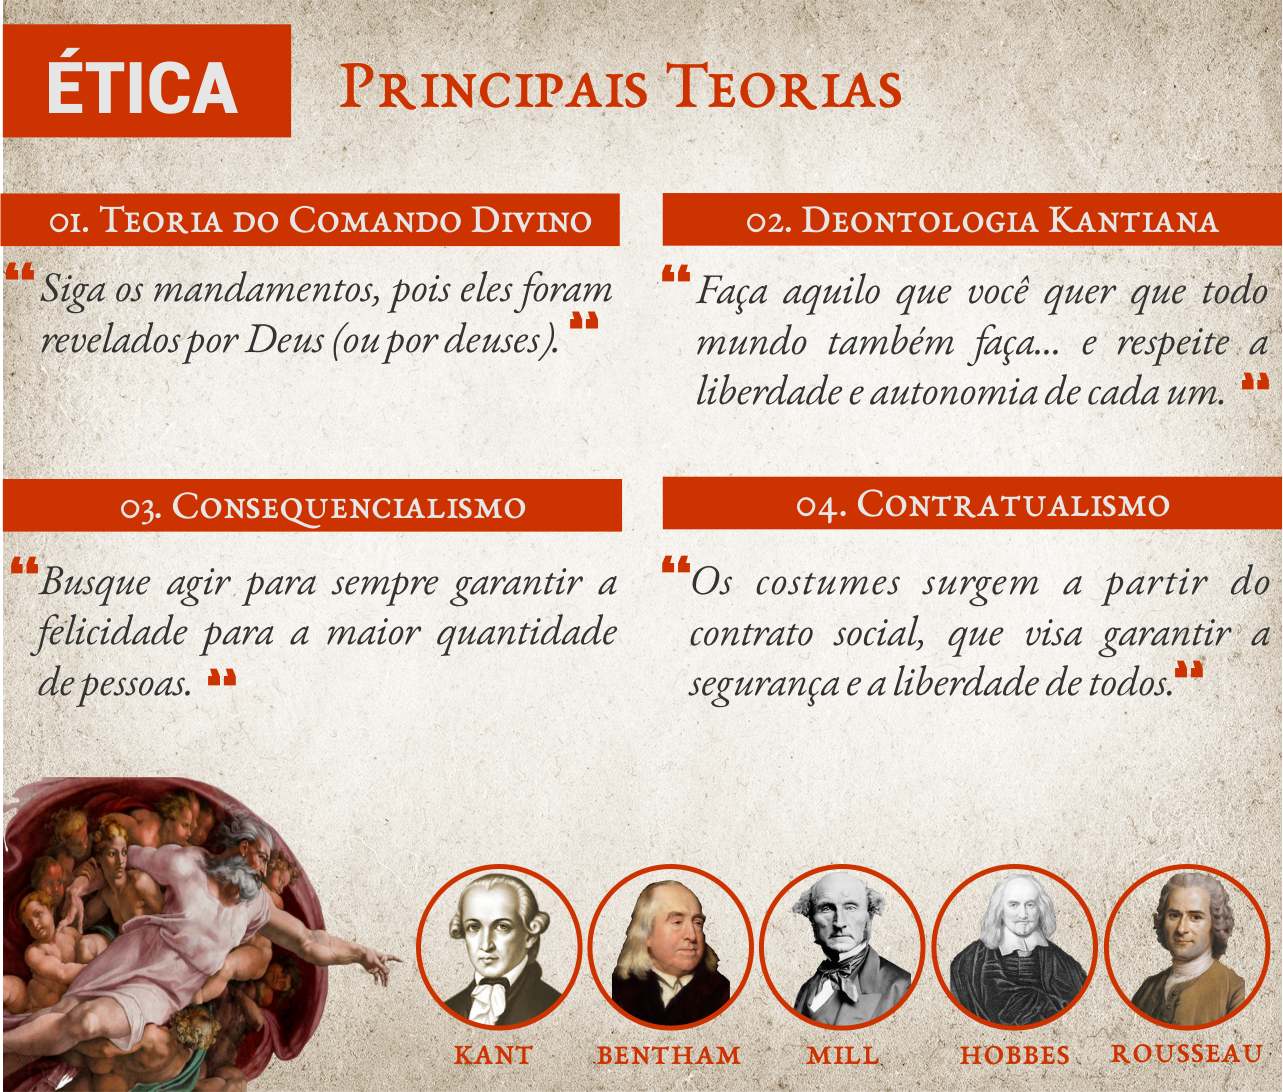 ÉTICA
Principais Teorias
01. Teoria do Comando Divino
“Siga os mandamentos, pois eles foram
revelados por Deus (ou por deuses).”
02. Deontologia Kantiana
“Faça aquilo que você quer que todo
mundo também faça... e respeite a
liberdade e autonomia de cada um.”
03. Consequencialismo
“Busque agir para sempre garantir a
felicidade para a maior quantidade
de pessoas.”
04. Contratualismo
“Os costumes surgem a partir do
contrato social, que visa garantir a
segurança e a liberdade de todos.”
KANT
BENTHAM
MILL
HOBBES
ROUSSEAU